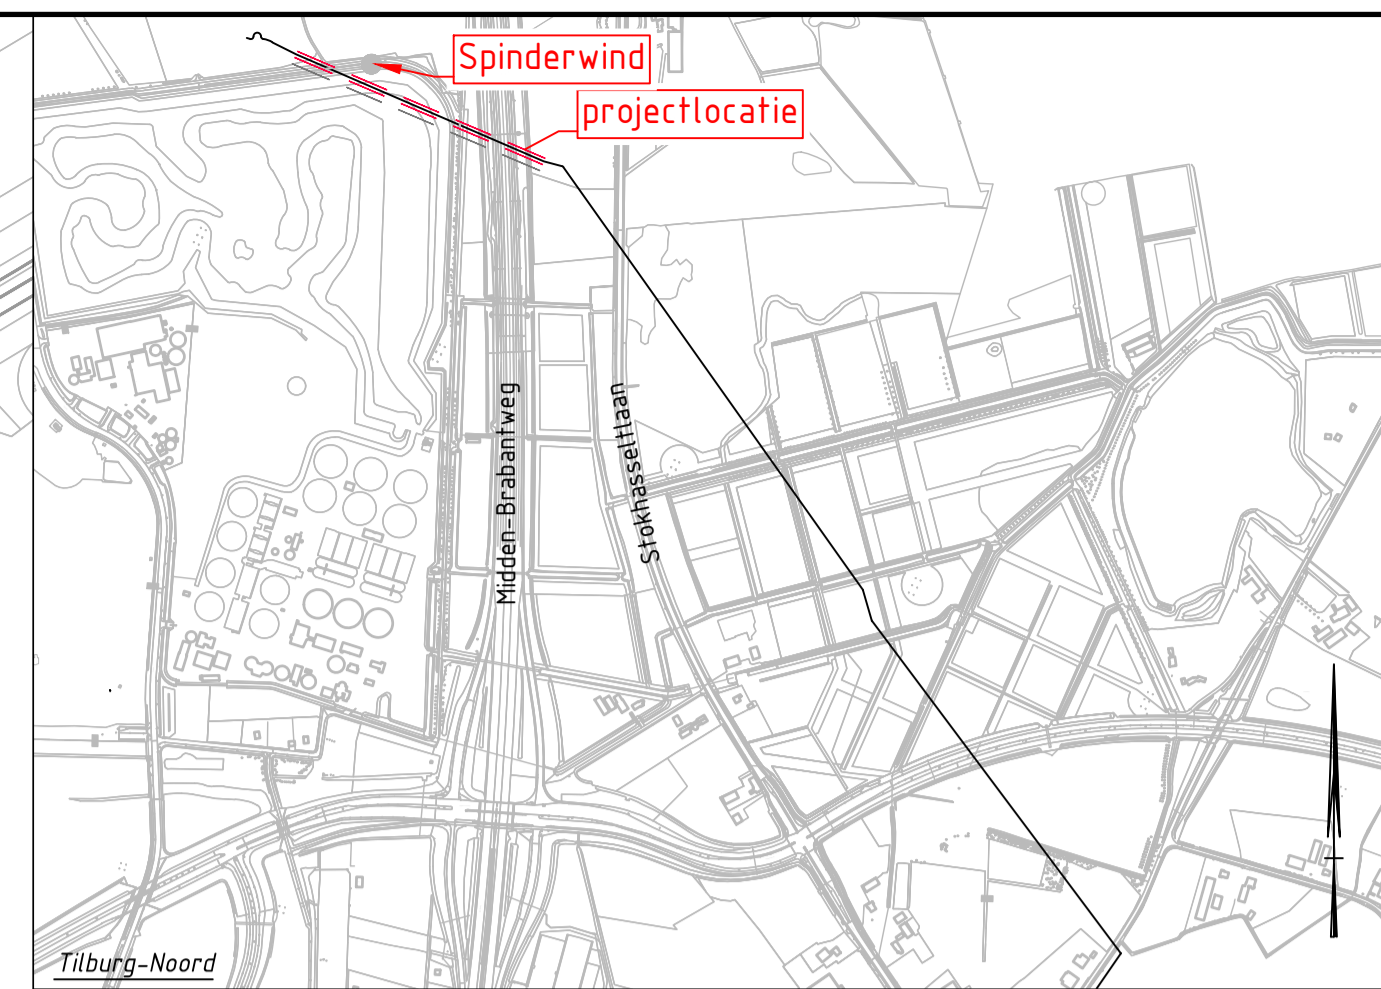 Spinderwind
projectlocatie
Midden-Brabantweg
Stokhasseltlaan
Tilburg-Noord